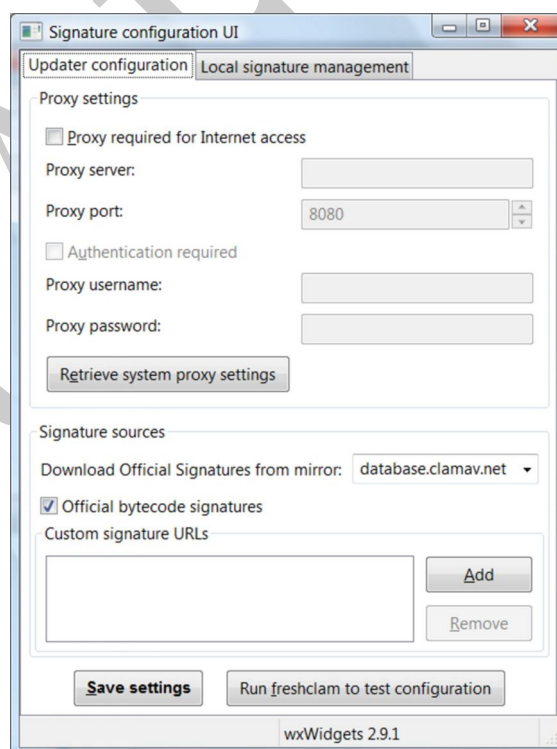 Signature configuration UI
Updater configuration Local signature management
Proxy settings
Proxy required for Internet access
Proxy server:
Proxy port: 8080
Authentication required
Proxy username:
Proxy password:
Retrieve system proxy settings
Signature sources
Download Official Signatures from mirror: database.clamav.net
Official bytecode signatures
Custom signature URLs
Add
Remove
Save settings Run freshclam to test configuration
wxWidgets 2.9.1